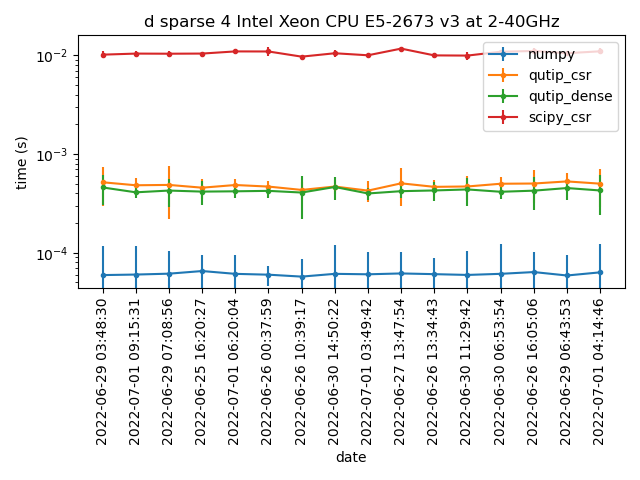 d sparse 4 Intel Xeon CPU E5-2673 v3 at 2-40GHz
10⁻²
10⁻³
10⁻⁴
time (s)
numpy
qutip_csr
qutip_dense
scipy_csr
2022-06-29 03:48:30
2022-07-01 09:15:31
2022-06-29 07:08:56
2022-06-25 16:20:27
2022-07-01 06:20:04
2022-06-26 00:37:59
2022-06-26 10:39:17
2022-06-30 14:50:22
2022-07-01 03:49:42
2022-06-27 13:47:54
2022-06-26 13:34:43
2022-06-30 11:29:42
2022-06-30 06:53:54
2022-06-26 16:05:06
2022-06-29 06:43:53
2022-07-01 04:14:46
date